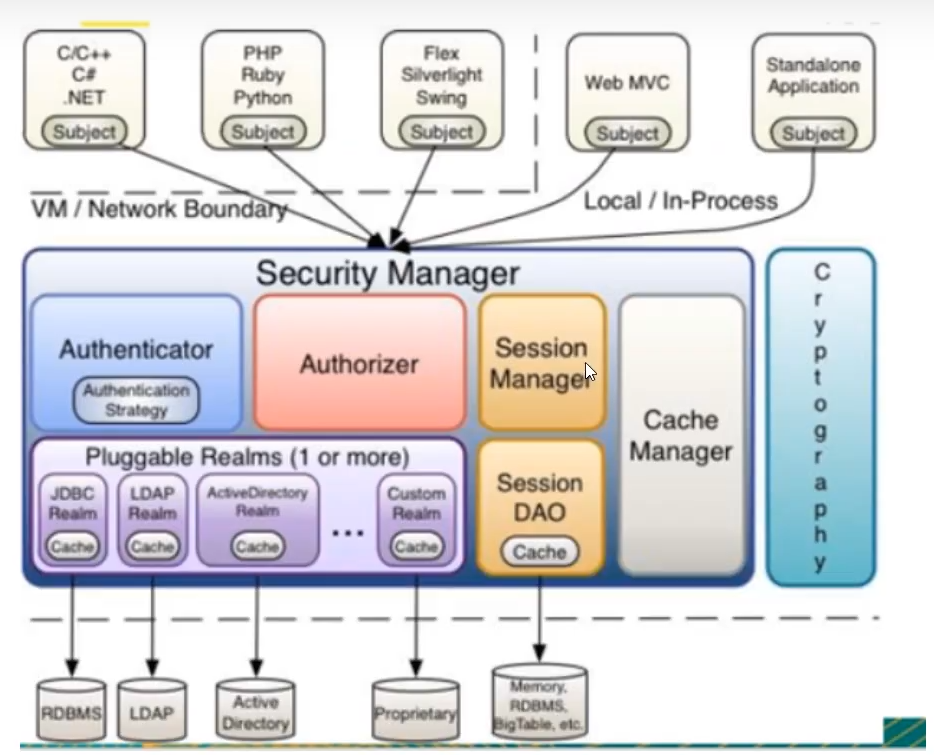 C/C++
C#
.NET
Subject
PHP
Ruby
Python
Subject
Flex
Silverlight
Swing
Subject
Web MVC
Subject
Standalone
Application
Subject
VM / Network Boundary
Local / In-Process
Security Manager
Authenticator
Authentication
Strategy
Authorizer
Session
Manager
Cache
Manager
Cryptography
Pluggable Realms (1 or more)
JDBC
Realm
Cache
LDAP
Realm
Cache
ActiveDirectory
Realm
Cache
...
Custom
Realm
Cache
Session
DAO
Cache
RDBMS
LDAP
Active
Directory
Proprietary
Memory,
RDBMS,
BigTable, etc.